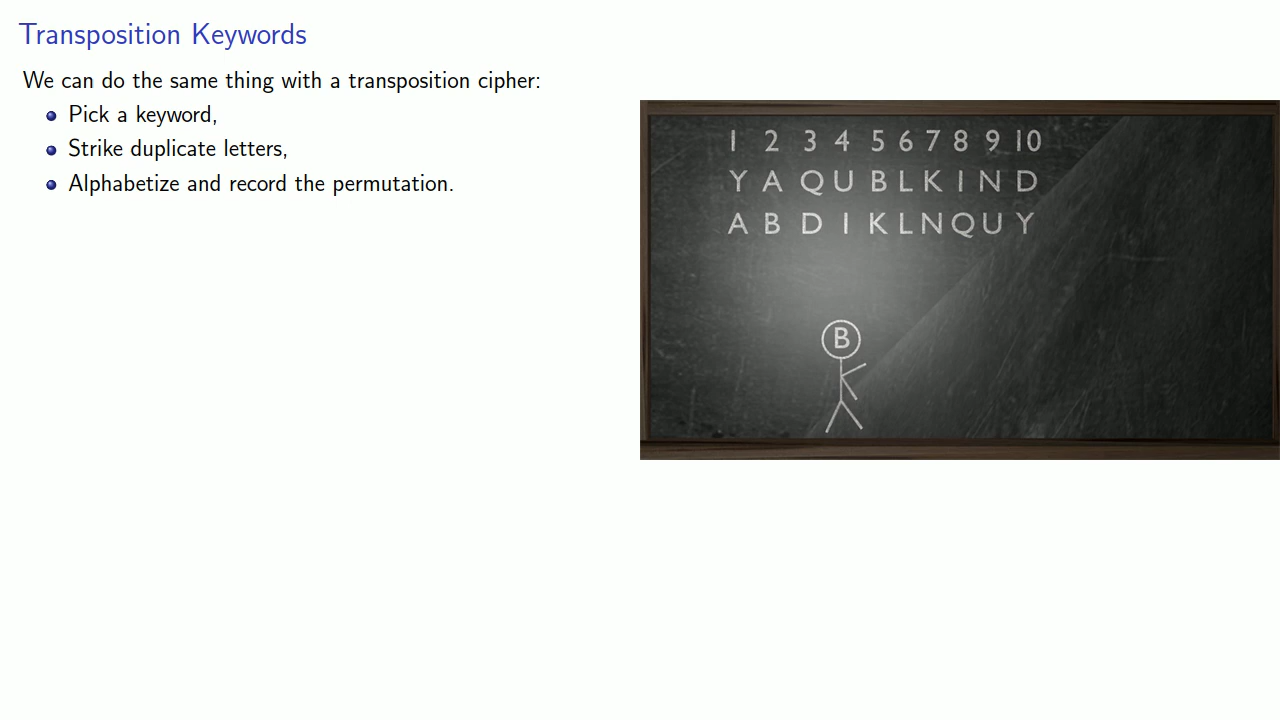 Transposition Keywords
We can do the same thing with a transposition cipher:
Pick a keyword,
Strike duplicate letters,
Alphabetize and record the permutation.
1 2 3 4 5 6 7 8 9 10
Y A Q U B L K I N D
A B D I K L N Q U Y
B